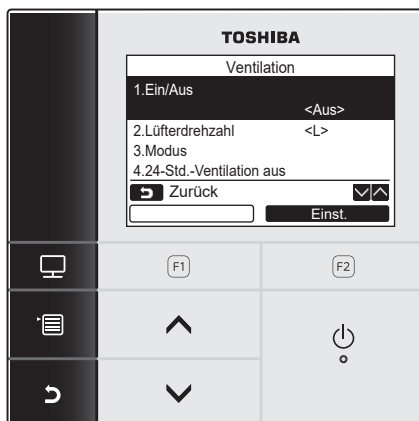 TOSHIBA
Ventilation
1.Ein/Aus
<Aus>
2.Lüfterdrehzahl <L>
3.Modus
4.24-Std.-Ventilation aus
Zurück
Einst.
F1 F2